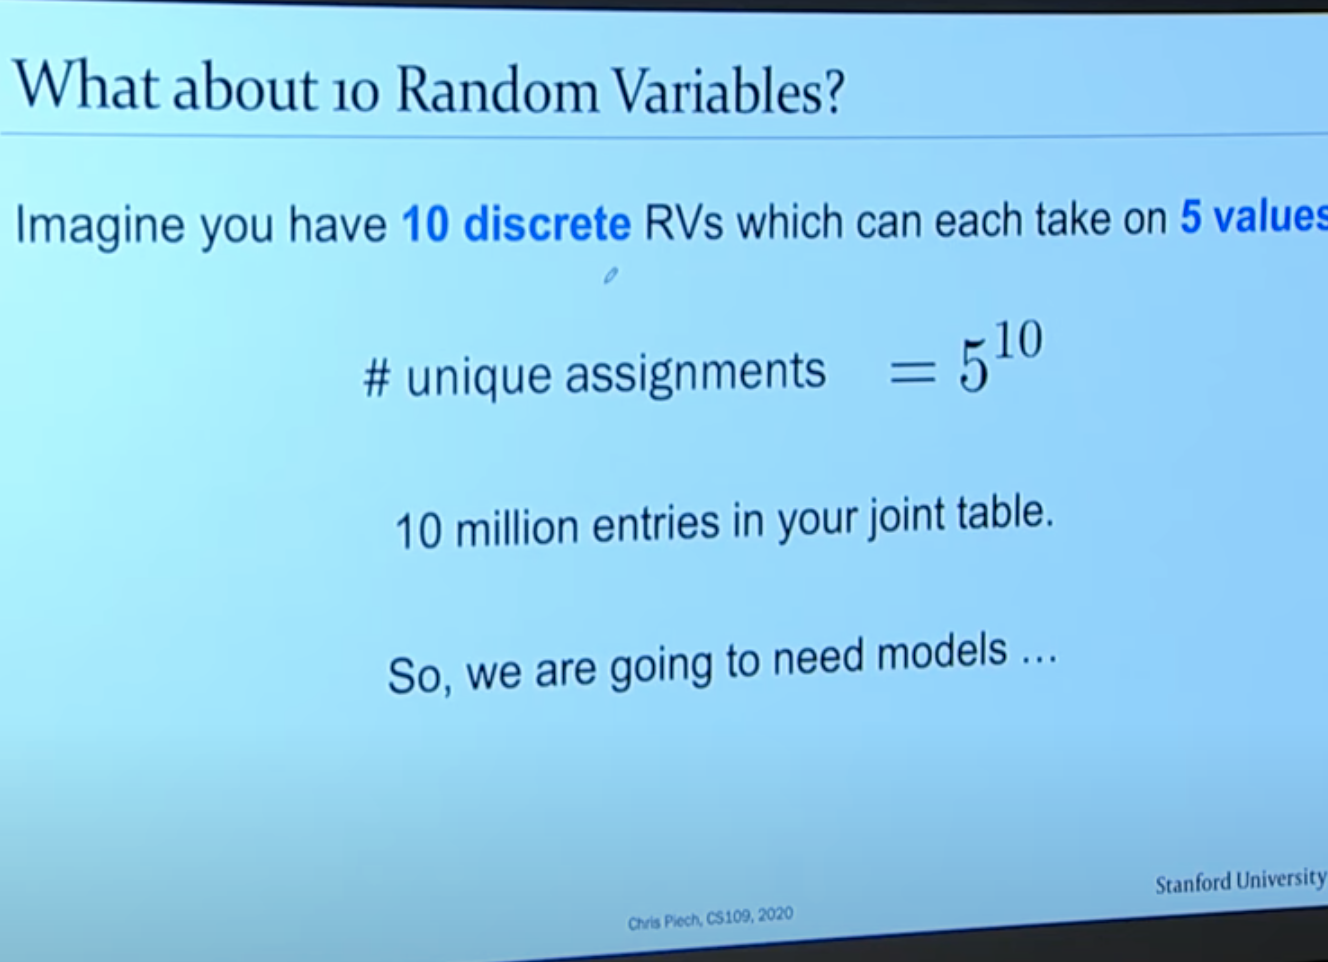 What about 10 Random Variables?
Imagine you have 10 discrete RVs which can each take on 5 values
# unique assignments = 5^10
10 million entries in your joint table.
So, we are going to need models ...
Stanford University
Chris Piech, CS109, 2020